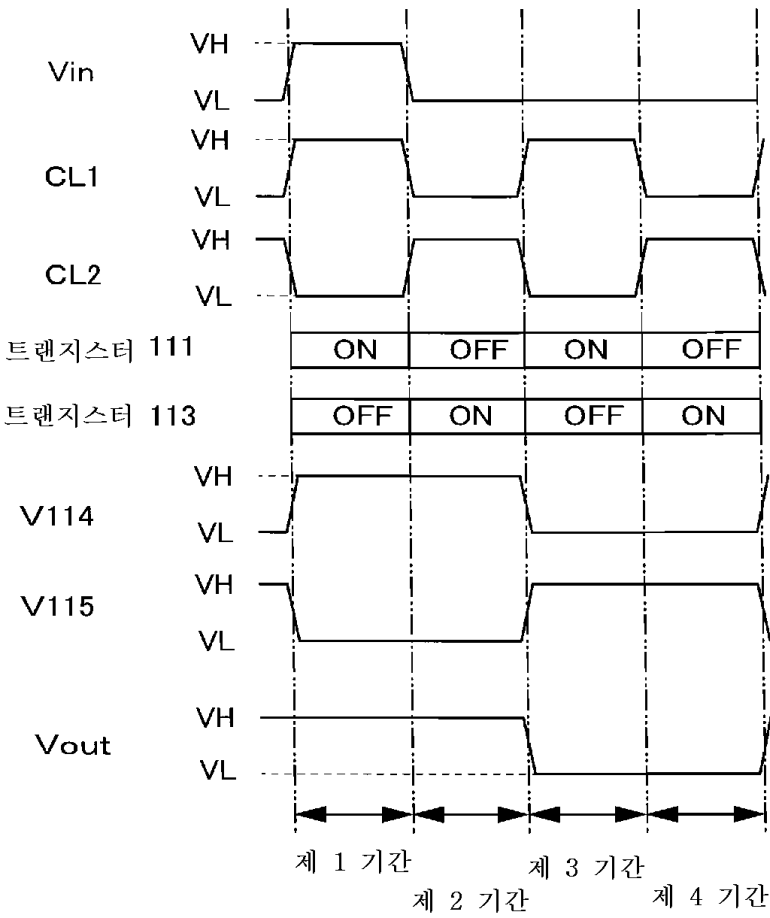 VH
Vin
VL
VH
CL1
VL
VH
CL2
VL
트랜지스터 111 ON OFF ON OFF
트랜지스터 113 OFF ON OFF ON
VH
V114
VL
VH
V115
VL
VH
Vout
VL
제 1 기간 제 3 기간
제 2 기간 제 4 기간